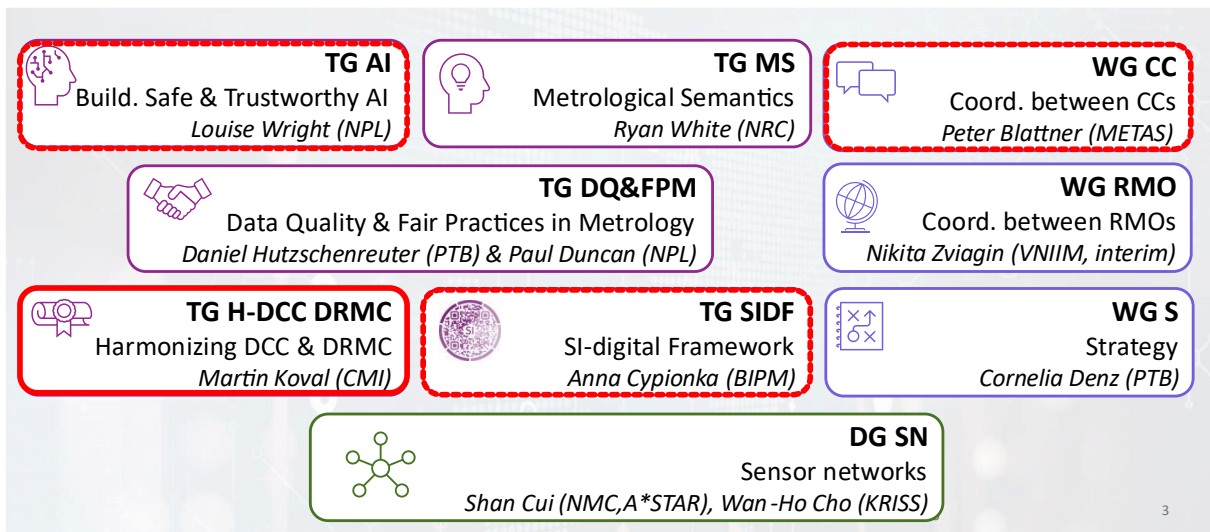 TG AI
Build. Safe & Trustworthy AI
Louise Wright (NPL)
TG MS
Metrological Semantics
Ryan White (NRC)
WG CC
Coord. between CCs
Peter Blattner (METAS)
TG DQ&FPM
Data Quality & Fair Practices in Metrology
Daniel Hutzschenreuter (PTB) & Paul Duncan (NPL)
WG RMO
Coord. between RMOs
Nikita Zviagin (VNIIM, interim)
TG H-DCC DRMC
Harmonizing DCC & DRMC
Martin Koval (CMI)
SI
TG SIDF
SI-digital Framework
Anna Cypionka (BIPM)
WG S
Strategy
Cornelia Denz (PTB)
DG SN
Sensor networks
Shan Cui (NMC,A*STAR), Wan-Ho Cho (KRISS)
3